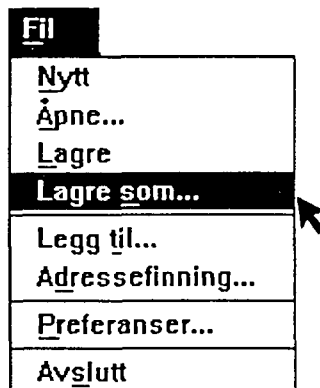 Fil
Nytt
Åpne...
Lagre
Lagre som...
Legg til...
Adressefinning...
Preferanser...
Avslutt